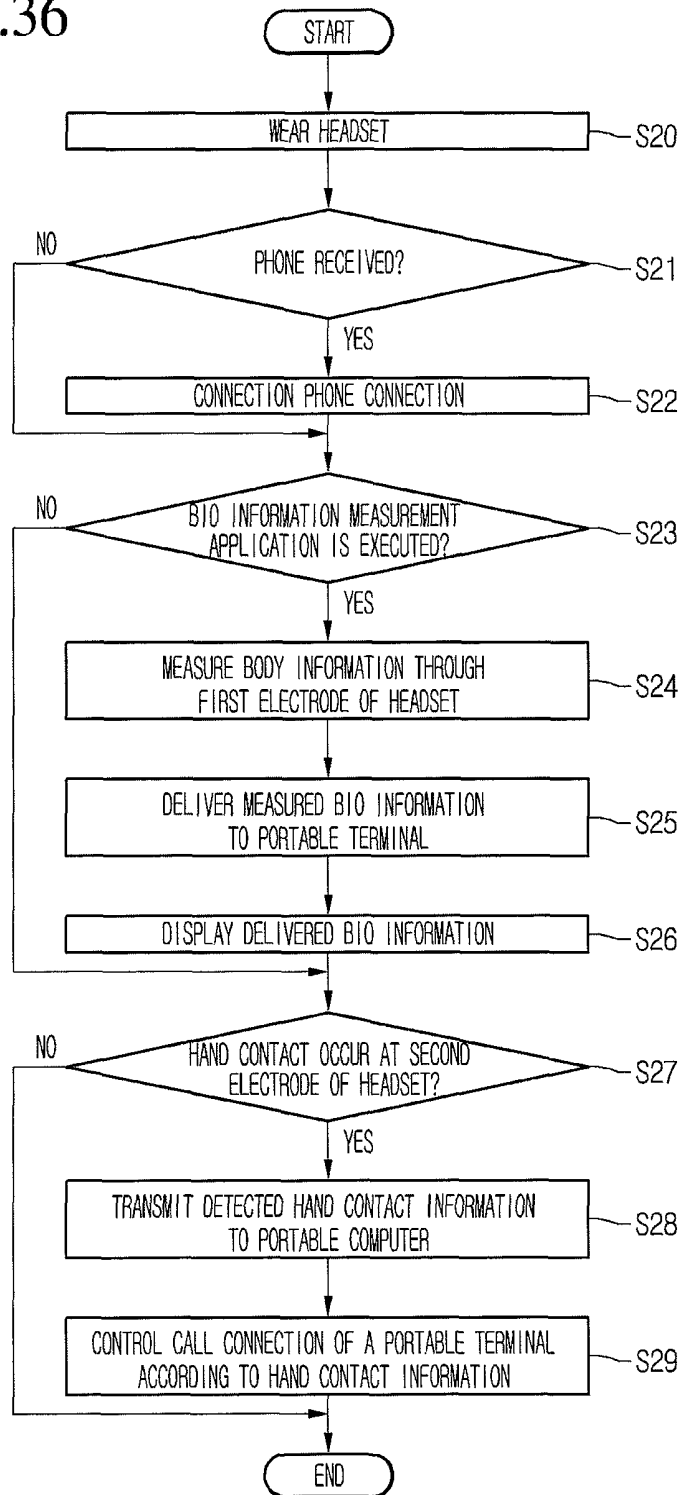 .36
START
WEAR HEADSET
S20
NO
PHONE RECEIVED?
S21
YES
CONNECTION PHONE CONNECTION
S22
NO
BIO INFORMATION MEASUREMENT
APPLICATION IS EXECUTED?
S23
YES
MEASURE BODY INFORMATION THROUGH
FIRST ELECTRODE OF HEADSET
S24
DELIVER MEASURED BIO INFORMATION
TO PORTABLE TERMINAL
S25
DISPLAY DELIVERED BIO INFORMATION
S26
NO
HAND CONTACT OCCUR AT SECOND
ELECTRODE OF HEADSET?
S27
YES
TRANSMIT DETECTED HAND CONTACT INFORMATION
TO PORTABLE COMPUTER
S28
CONTROL CALL CONNECTION OF A PORTABLE TERMINAL
ACCORDING TO HAND CONTACT INFORMATION
S29
END